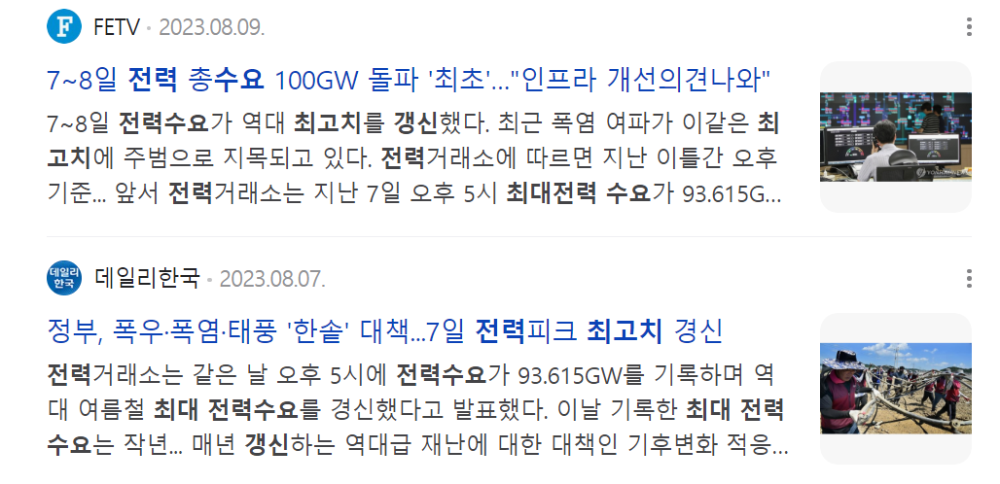 FETV · 2023.08.09.
7~8일 전력 총수요 100GW 돌파 '최초'..."인프라 개선의견나와"
7~8일 전력수요가 역대 최고치를 갱신했다. 최근 폭염 여파가 이같은 최
고치에 주범으로 지목되고 있다. 전력거래소에 따르면 지난 이틀간 오후
기준... 앞서 전력거래소는 지난 7일 오후 5시 최대전력 수요가 93.615G...
데일리한국 · 2023.08.07.
정부, 폭우·폭염·태풍 '한솥' 대책...7일 전력피크 최고치 경신
전력거래소는 같은 날 오후 5시에 전력수요가 93.615GW를 기록하며 역
대 여름철 최대 전력수요를 경신했다고 발표했다. 이날 기록한 최대 전력
수요는 작년... 매년 갱신하는 역대급 재난에 대한 대책인 기후변화 적응...